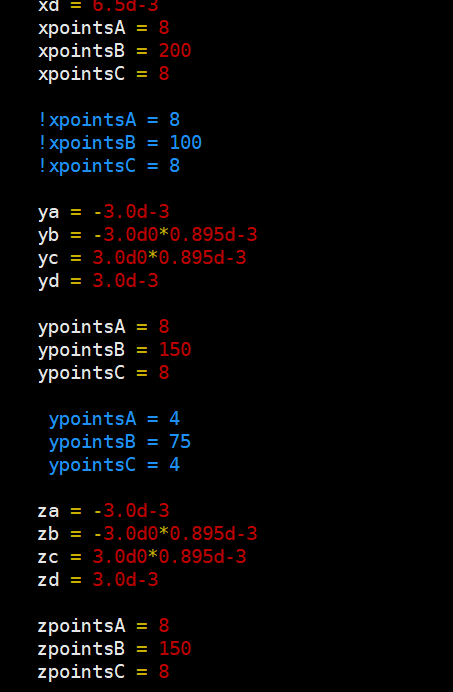 xd = 6.5d-3
xpointsA = 8
xpointsB = 200
xpointsC = 8
!xpointsA = 8
!xpointsB = 100
!xpointsC = 8
ya = -3.0d-3
yb = -3.0d0*0.895d-3
yc = 3.0d0*0.895d-3
yd = 3.0d-3
ypointsA = 8
ypointsB = 150
ypointsC = 8
ypointsA = 4
ypointsB = 75
ypointsC = 4
za = -3.0d-3
zb = -3.0d0*0.895d-3
zc = 3.0d0*0.895d-3
zd = 3.0d-3
zpointsA = 8
zpointsB = 150
zpointsC = 8